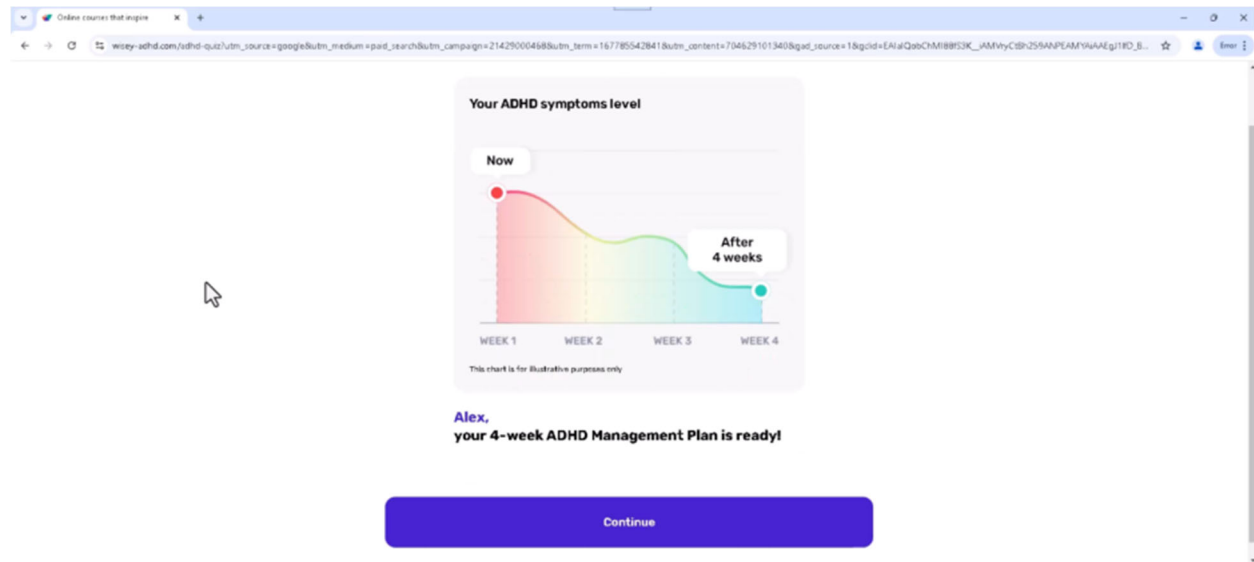 Online courses that inspire
Your ADHD symptoms level
Now
After
4 weeks
WEEK 1 WEEK 2 WEEK 3 WEEK 4
This chart is for illustrative purposes only
Alex,
your 4-week ADHD Management Plan is ready!
Continue